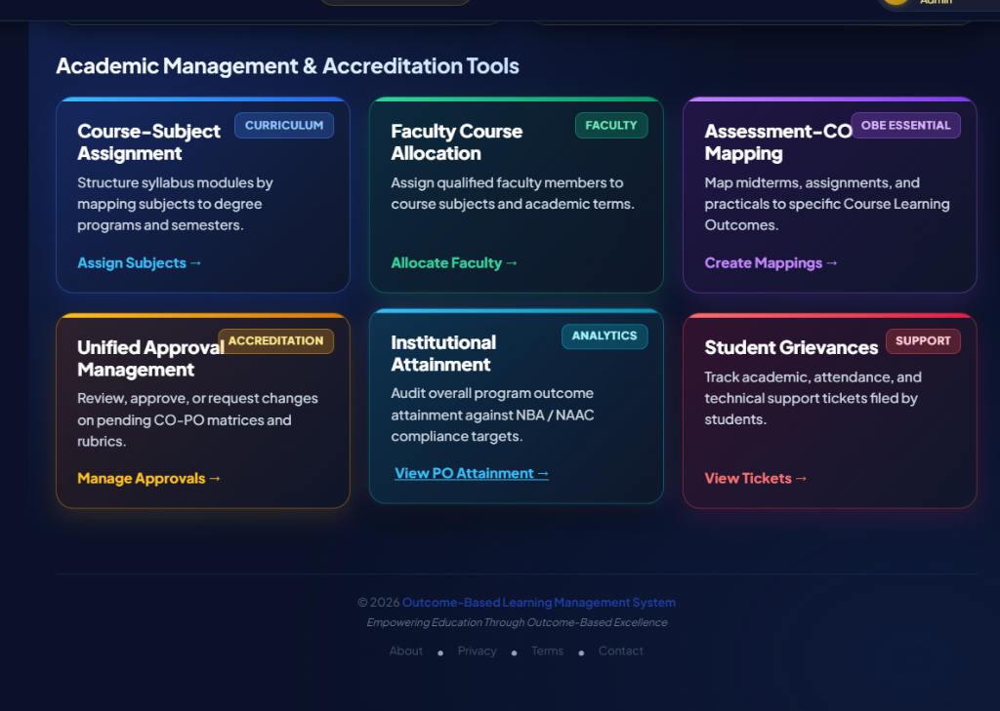 Admin
Academic Management & Accreditation Tools
Course-Subject
Assignment
CURRICULUM
Structure syllabus modules by
mapping subjects to degree
programs and semesters.
Assign Subjects →
Faculty Course
Allocation
FACULTY
Assign qualified faculty members to
course subjects and academic terms.
Allocate Faculty →
Assessment-CO
Mapping
OBE ESSENTIAL
Map midterms, assignments, and
practicals to specific Course Learning
Outcomes.
Create Mappings →
Unified Approval
Management
ACCREDITATION
Review, approve, or request changes
on pending CO-PO matrices and
rubrics.
Manage Approvals →
Institutional
Attainment
ANALYTICS
Audit overall program outcome
attainment against NBA / NAAC
compliance targets.
View PO Attainment →
Student Grievances
SUPPORT
Track academic, attendance, and
technical support tickets filed by
students.
View Tickets →
© 2026 Outcome-Based Learning Management System
Empowering Education Through Outcome-Based Excellence
About • Privacy • Terms • Contact